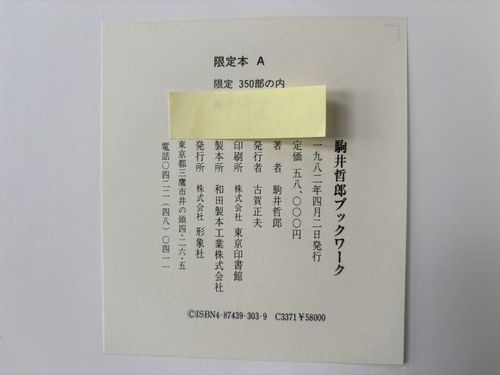 限定本 A
限定 350部の内
駒井哲郎ブックワーク
一九八二年四月二日発行
定価 五八、〇〇〇円
著者 駒井哲郎
発行者 古賀正夫
印刷所 株式会社 東京印書館
製本所 和田製本工業株式会社
発行所 株式会社 形象社
東京都三鷹市井の頭四・二六・五
電話〇四二二(四八)〇四一一
©ISBN4-87439-303-9 C3371 ¥58000